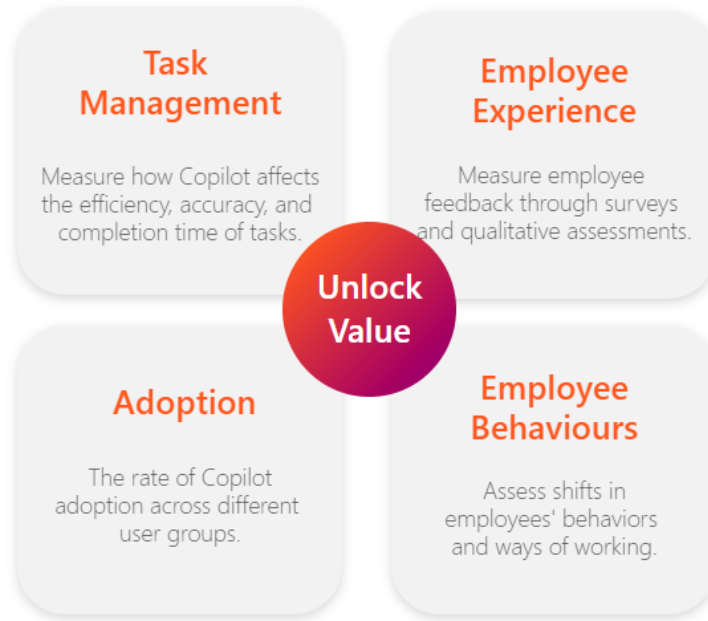 Task
Management
Measure how Copilot affects
the efficiency, accuracy, and
completion time of tasks.
Employee
Experience
Measure employee
feedback through surveys
and qualitative assessments.
Unlock
Value
Adoption
The rate of Copilot
adoption across different
user groups.
Employee
Behaviours
Assess shifts in
employees' behaviors
and ways of working.